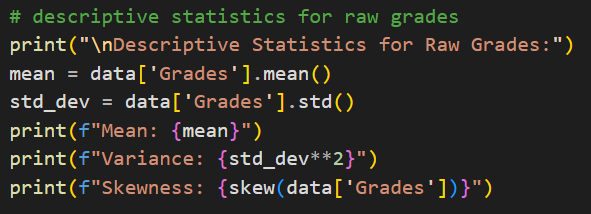 # descriptive statistics for raw grades
print("\nDescriptive Statistics for Raw Grades:")
mean = data['Grades'].mean()
std_dev = data['Grades'].std()
print(f"Mean: {mean}")
print(f"Variance: {std_dev**2}")
print(f"Skewness: {skew(data['Grades'])}")